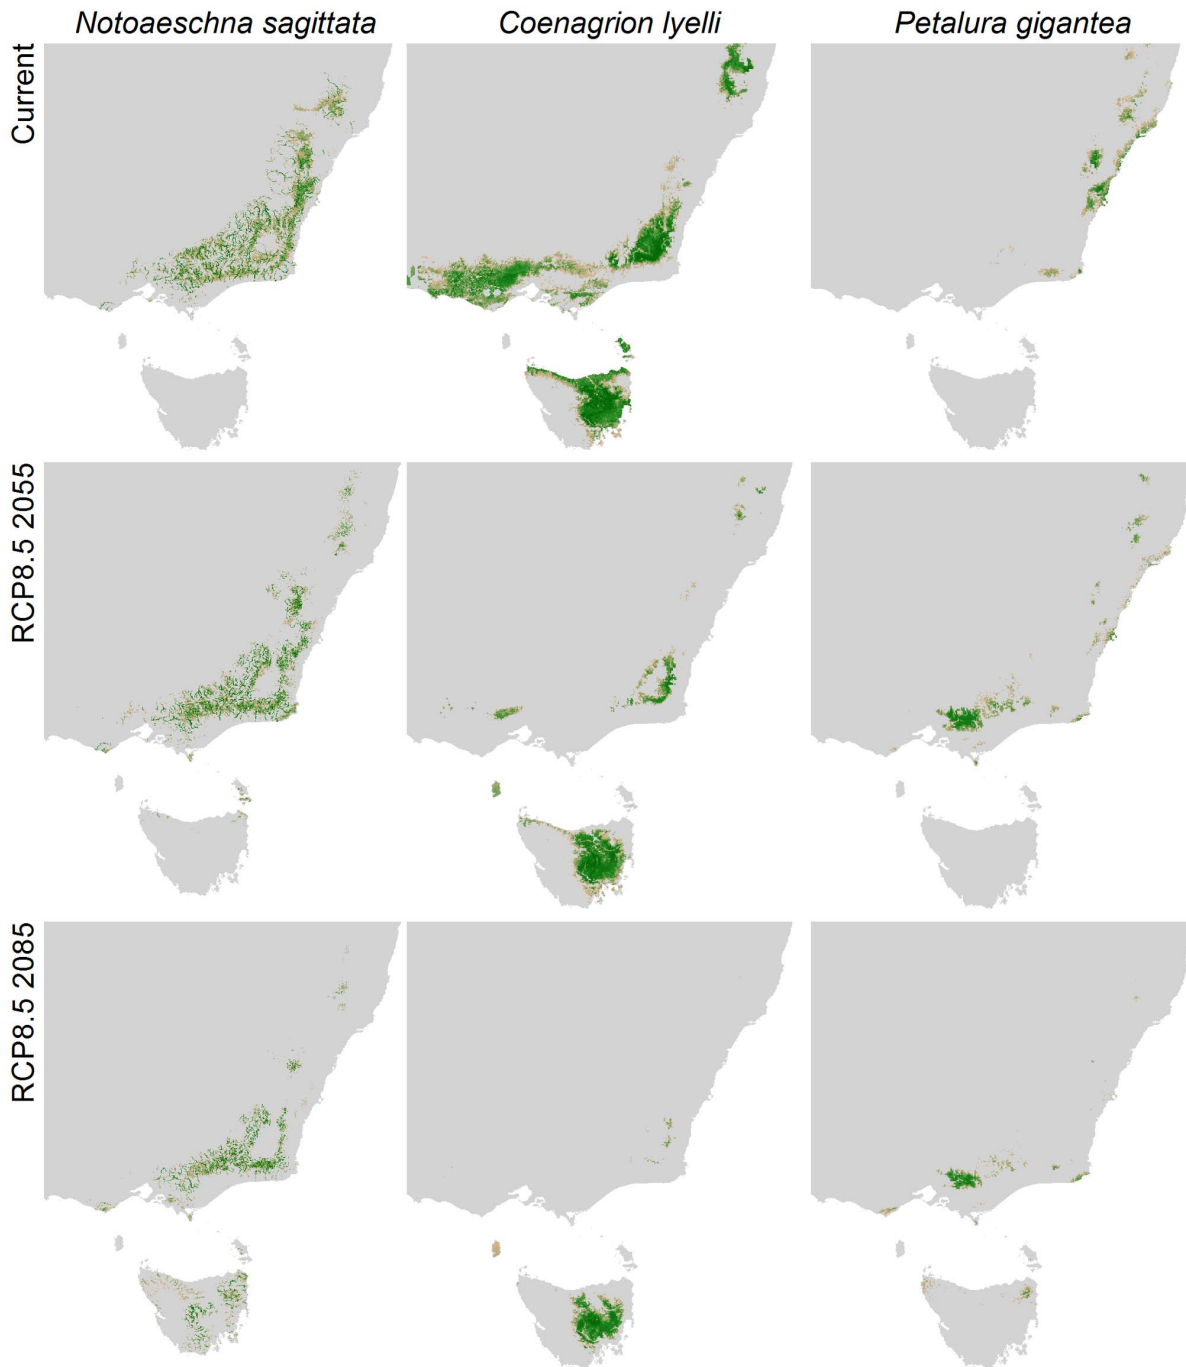 Notoaeschna sagittata
Coenagrion lyelli
Petalura gigantea
Current
RCP8.5 2055
RCP8.5 2085